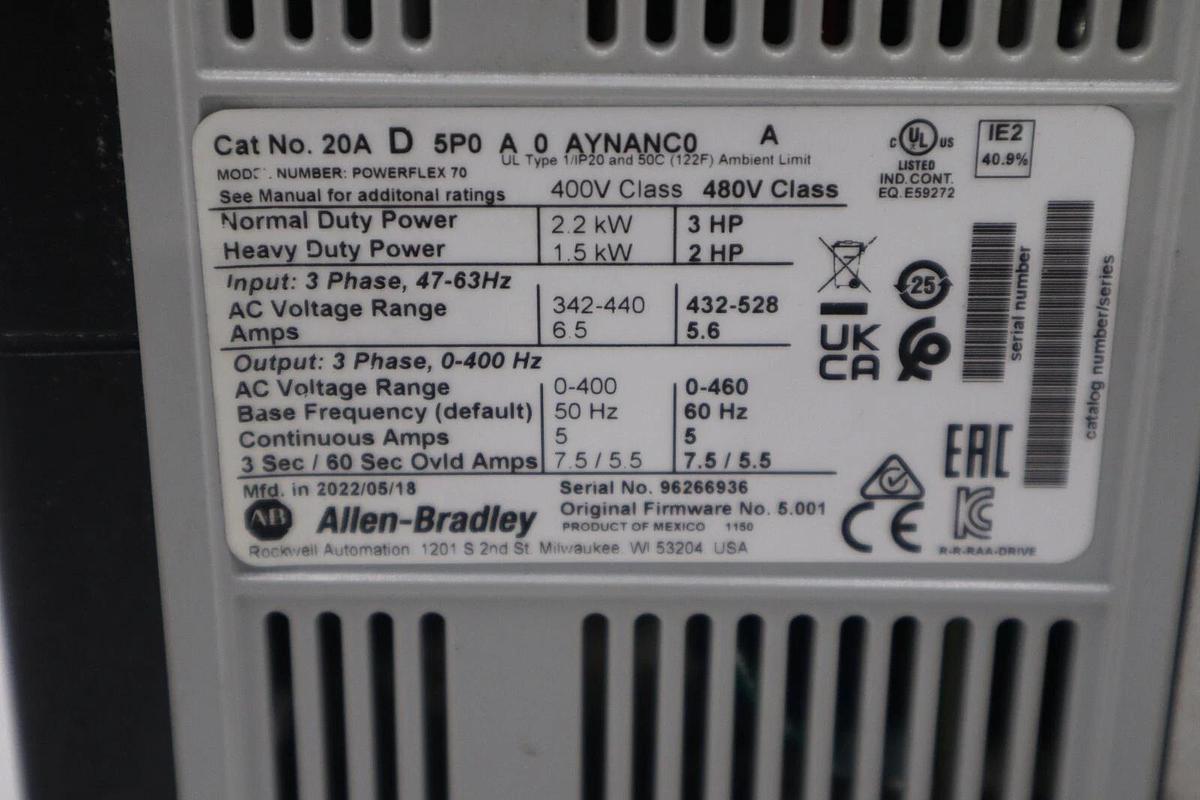 Cat No. 20A D 5P0 A 0 AYNANC0 A
UL Type 1/IP20 and 50C (122F) Ambient Limit
NUMBER: POWERFLEX 70
See Manual for additonal ratings 400V Class 480V Class
Normal Duty Power 2.2 kW 3 HP
Heavy Duty Power 1.5 kW 2 HP
Input: 3 Phase, 47-63Hz
AC Voltage Range 342-440 432-528
Amps 6.5 5.6
Output: 3 Phase, 0-400 Hz
AC Voltage Range 0-400 0-460
Base Frequency (default) 50 Hz 60 Hz
Continuous Amps 5 5
3 Sec / 60 Sec Ovld Amps 7.5 / 5.5 7.5 / 5.5
Mfd. in 2022/05/18
Serial No. 96266936
Original Firmware No. 5.001
PRODUCT OF MEXICO 1150
AB Allen-Bradley
Rockwell Automation 1201 S 2nd St. Milwaukee WI 53204 USA
c UL US
LISTED
IND.CONT.
EQ.E59272
IE2
40.9%
25
UK
CA
serial number
catalog number/series
EAC
CE
KC
R-R-RAA-DRIVE